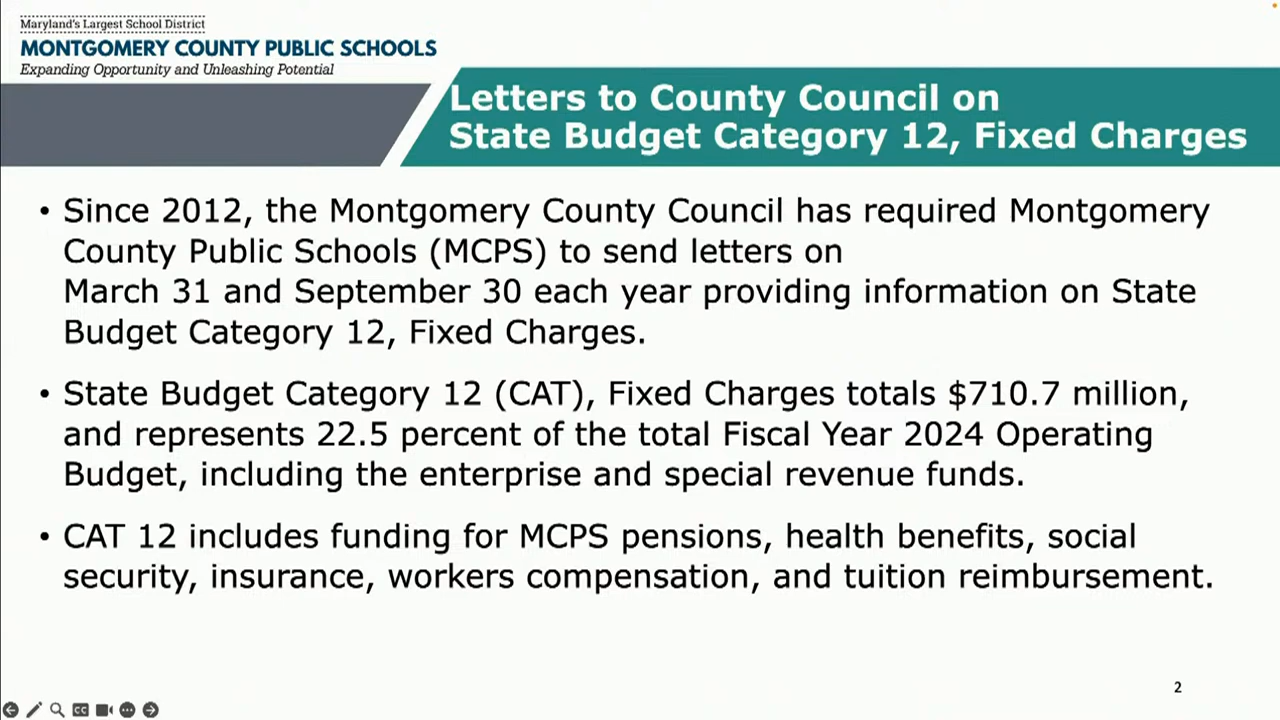 Maryland's Largest School District
MONTGOMERY COUNTY PUBLIC SCHOOLS
Expanding Opportunity and Unleashing Potential
Letters to County Council on
State Budget Category 12, Fixed Charges
• Since 2012, the Montgomery County Council has required Montgomery
County Public Schools (MCPS) to send letters on
March 31 and September 30 each year providing information on State
Budget Category 12, Fixed Charges.
• State Budget Category 12 (CAT), Fixed Charges totals $710.7 million,
and represents 22.5 percent of the total Fiscal Year 2024 Operating
Budget, including the enterprise and special revenue funds.
• CAT 12 includes funding for MCPS pensions, health benefits, social
security, insurance, workers compensation, and tuition reimbursement.
2
CC